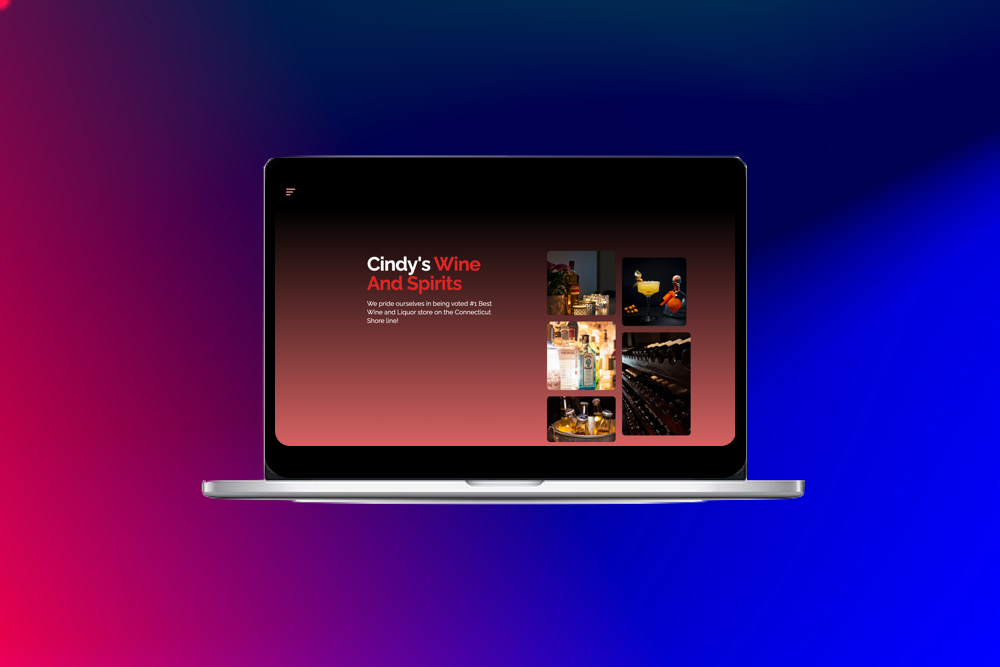 Cindy's Wine
And Spirits
We pride ourselves in being voted #1 Best
Wine and Liquor store on the Connecticut
Shore line!